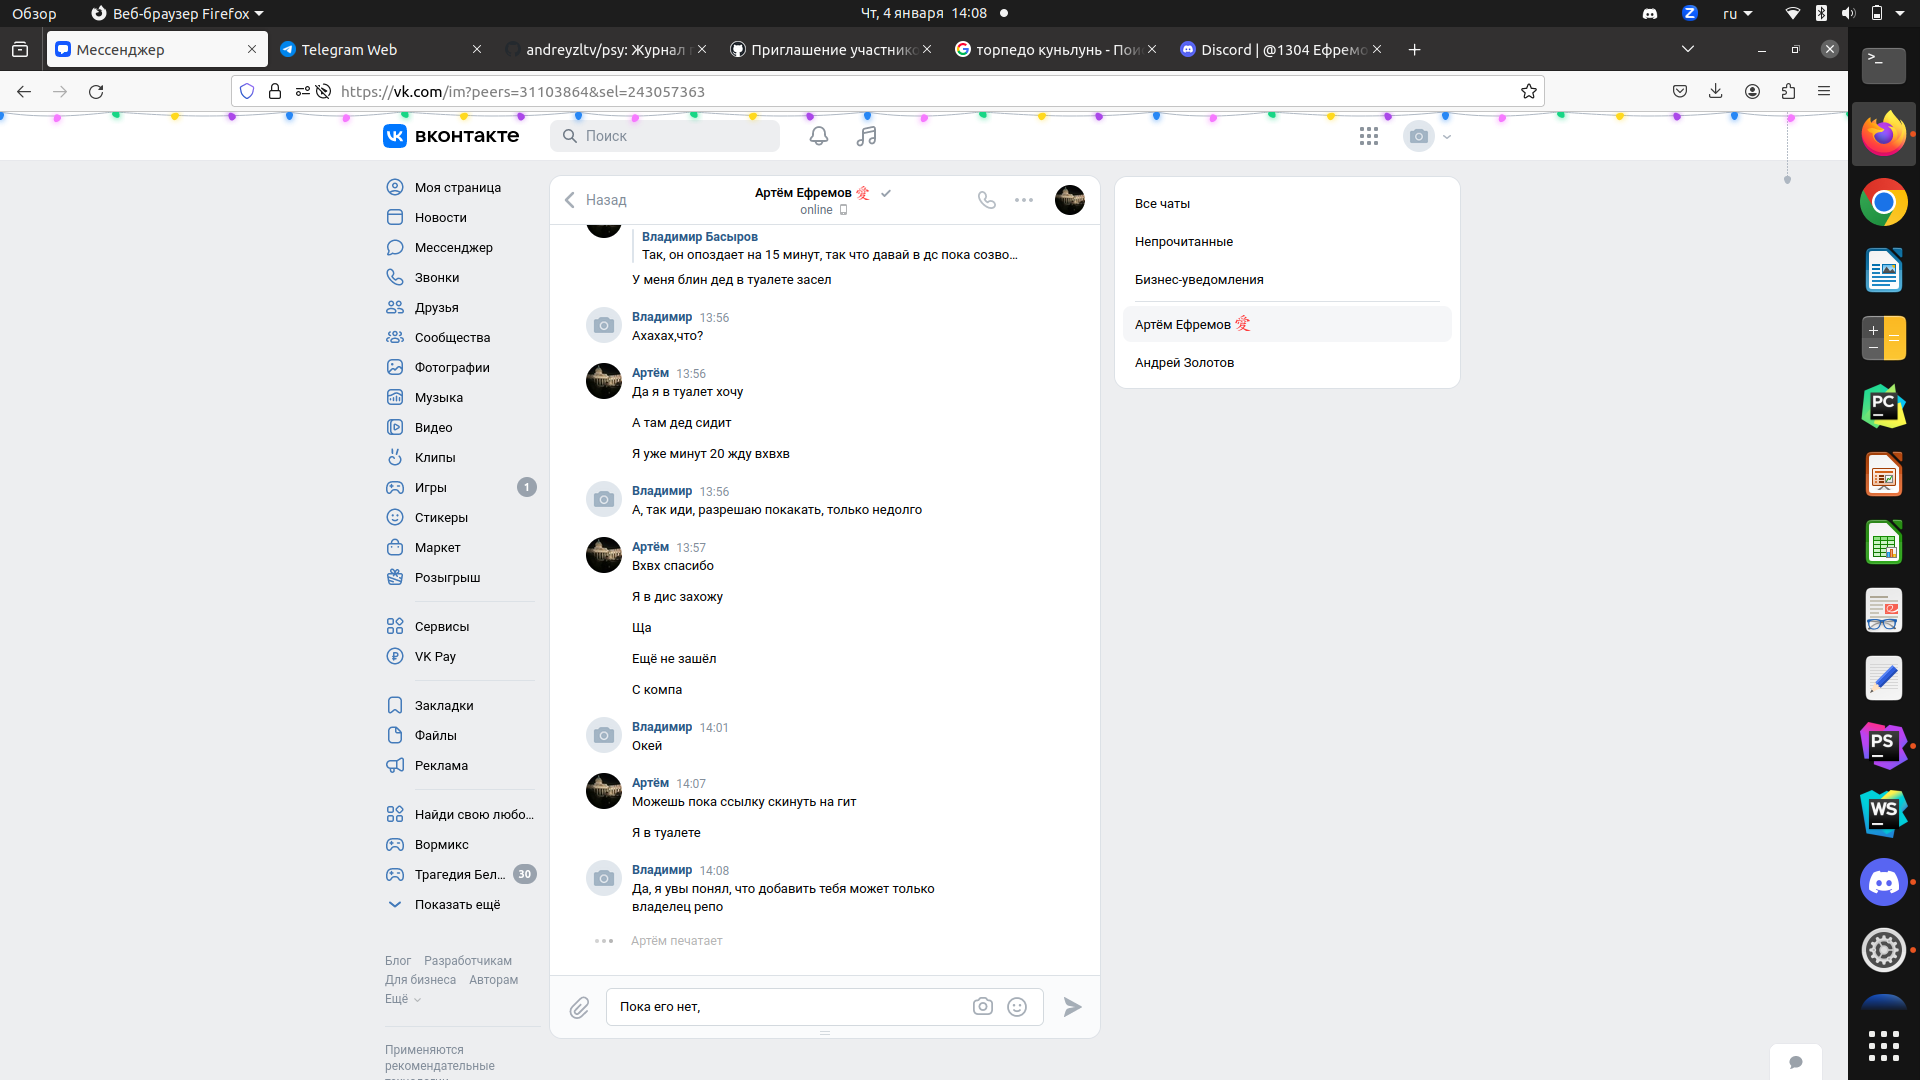 Обзор
Веб-браузер Firefox
Чт, 4 января 14:08
ru
Мессенджер
Telegram Web
andreyzltv/psy: Журнал
Приглашение участнико
торпедо куньлунь - Пои
Discord | @1304 Ефремо
https://vk.com/im?peers=31103864&sel=243057363
вконтакте
Поиск
Моя страница
Новости
Мессенджер
Звонки
Друзья
Сообщества
Фотографии
Музыка
Видео
Клипы
Игры
1
Стикеры
Маркет
Розыгрыш
Сервисы
VK Pay
Закладки
Файлы
Реклама
Найди свою любо...
Вормикс
Трагедия Бел...
30
Показать ещё
Блог Разработчикам
Для бизнеса Авторам
Ещё
Применяются
рекомендательные
Назад
Артём Ефремов 愛
online
Владимир Басыров
Так, он опоздает на 15 минут, так что давай в дс пока созво...
У меня блин дед в туалете засел
Владимир 13:56
Ахахах,что?
Артём 13:56
Да я в туалет хочу
А там дед сидит
Я уже минут 20 жду вхвхв
Владимир 13:56
А, так иди, разрешаю покакать, только недолго
Артём 13:57
Вхвх спасибо
Я в дис захожу
Ща
Ещё не зашёл
С компа
Владимир 14:01
Окей
Артём 14:07
Можешь пока ссылку скинуть на гит
Я в туалете
Владимир 14:08
Да, я увы понял, что добавить тебя может только
владелец репо
Артём печатает
Пока его нет,
Все чаты
Непрочитанные
Бизнес-уведомления
Артём Ефремов 愛
Андрей Золотов
PC
PS
WS